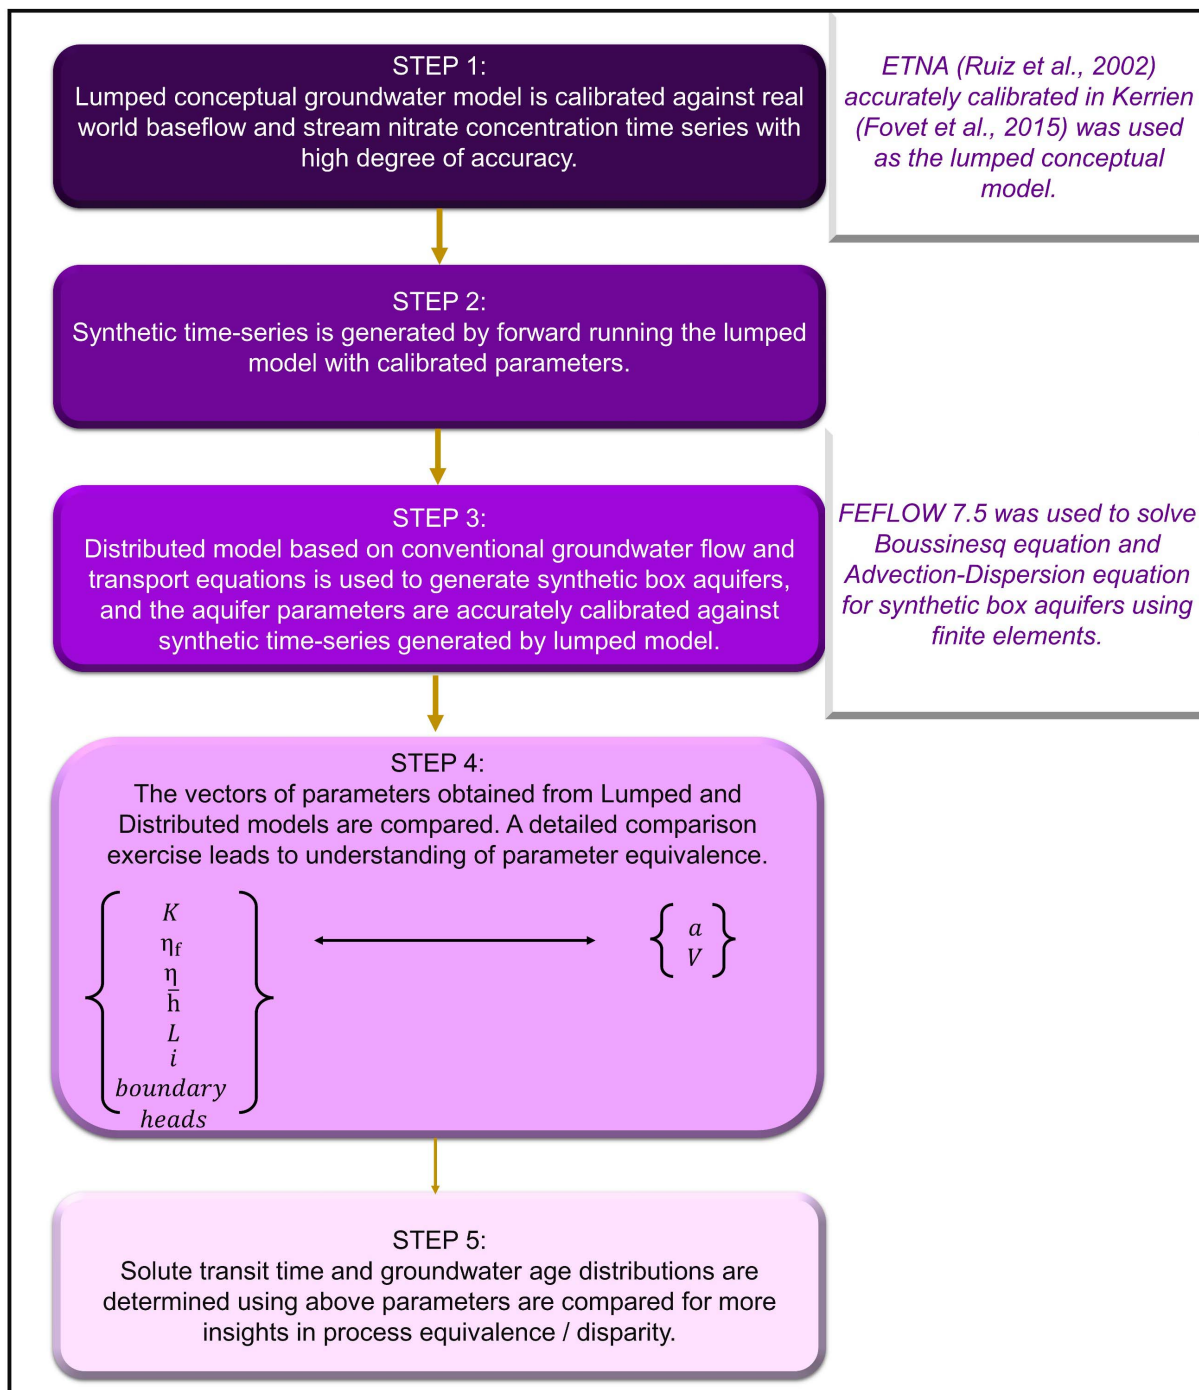 STEP 1:
Lumped conceptual groundwater model is calibrated against real
world baseflow and stream nitrate concentration time series with
high degree of accuracy.
ETNA (Ruiz et al., 2002)
accurately calibrated in Kerrien
(Fovet et al., 2015) was used
as the lumped conceptual
model.
STEP 2:
Synthetic time-series is generated by forward running the lumped
model with calibrated parameters.
STEP 3:
Distributed model based on conventional groundwater flow and
transport equations is used to generate synthetic box aquifers,
and the aquifer parameters are accurately calibrated against
synthetic time-series generated by lumped model.
FEFLOW 7.5 was used to solve
Boussinesq equation and
Advection-Dispersion equation
for synthetic box aquifers using
finite elements.
STEP 4:
The vectors of parameters obtained from Lumped and
Distributed models are compared. A detailed comparison
exercise leads to understanding of parameter equivalence.
K
η_f
η
h̄
L
i
boundary
heads
a
V
STEP 5:
Solute transit time and groundwater age distributions are
determined using above parameters are compared for more
insights in process equivalence / disparity.